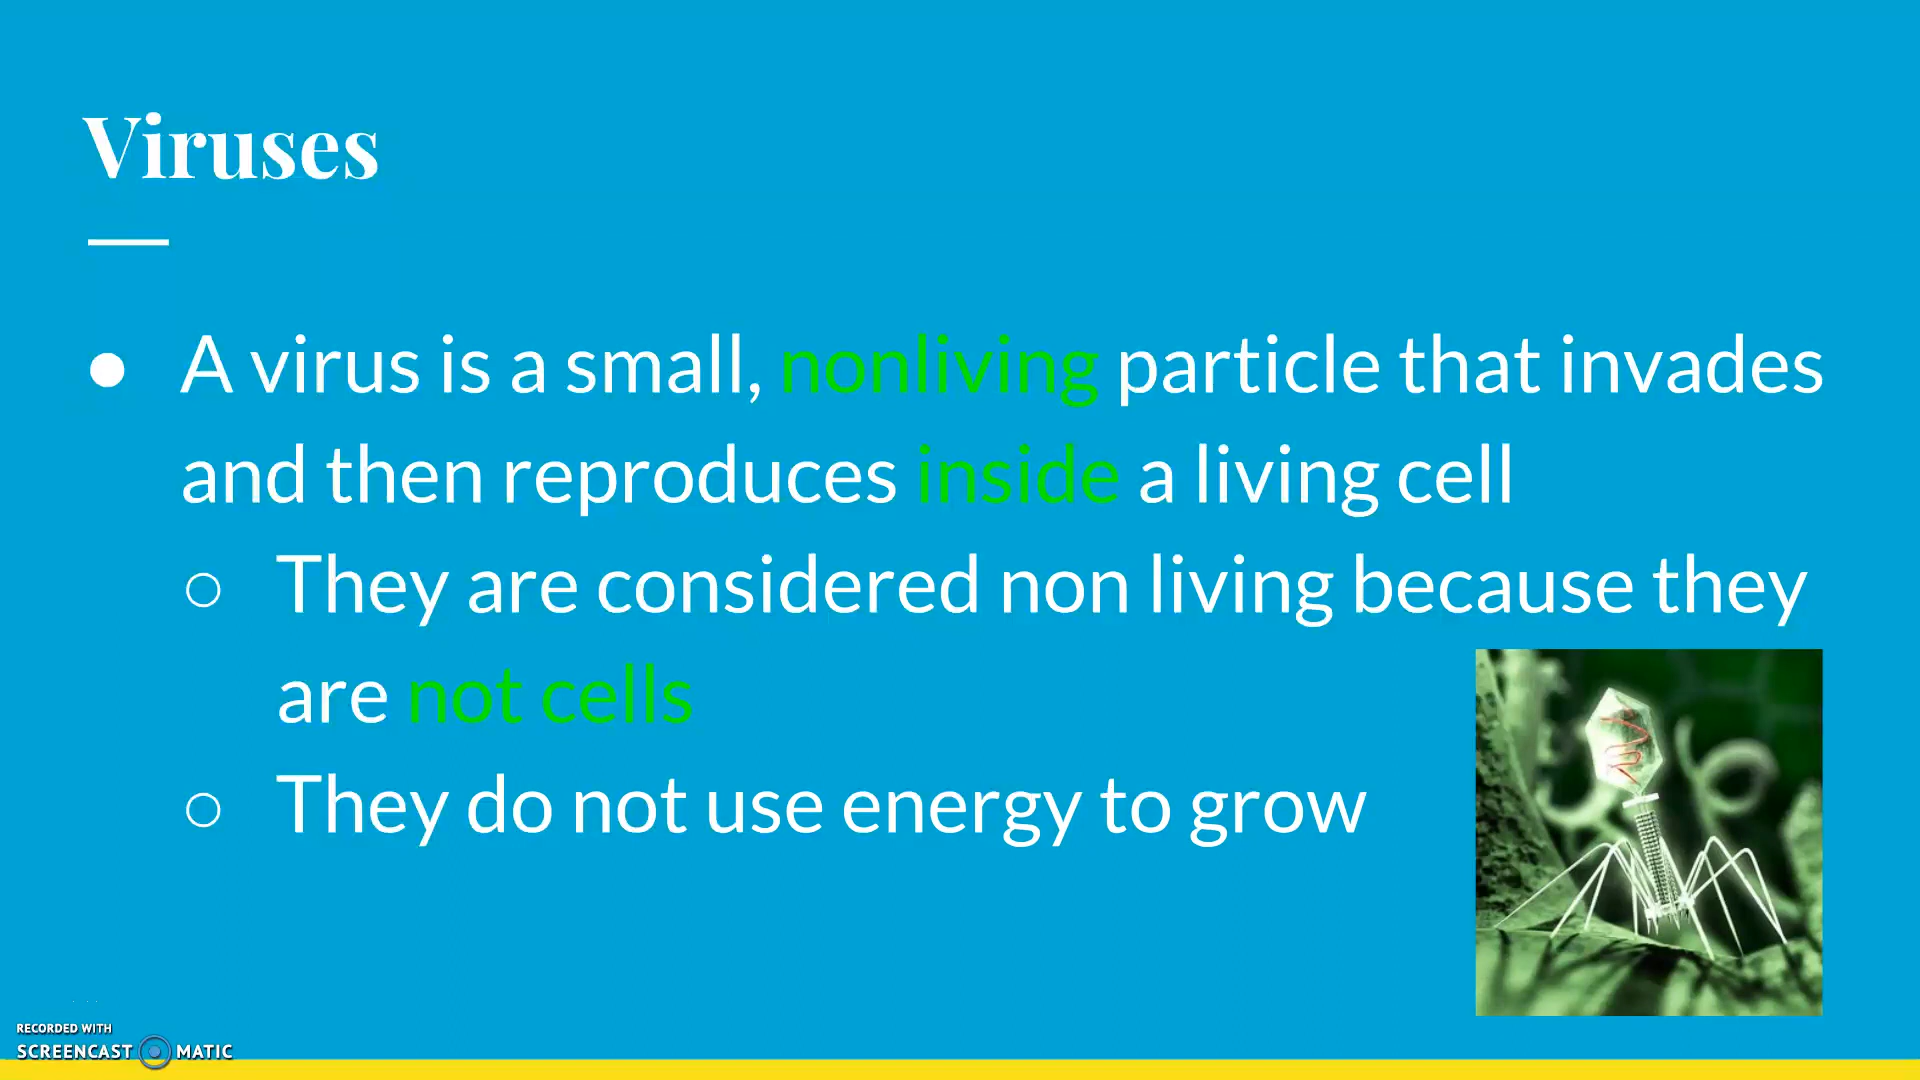 Viruses
● A virus is a small, nonliving particle that invades
and then reproduces inside a living cell
○ They are considered non living because they
are not cells
○ They do not use energy to grow
RECORDED WITH
SCREENCAST MATIC